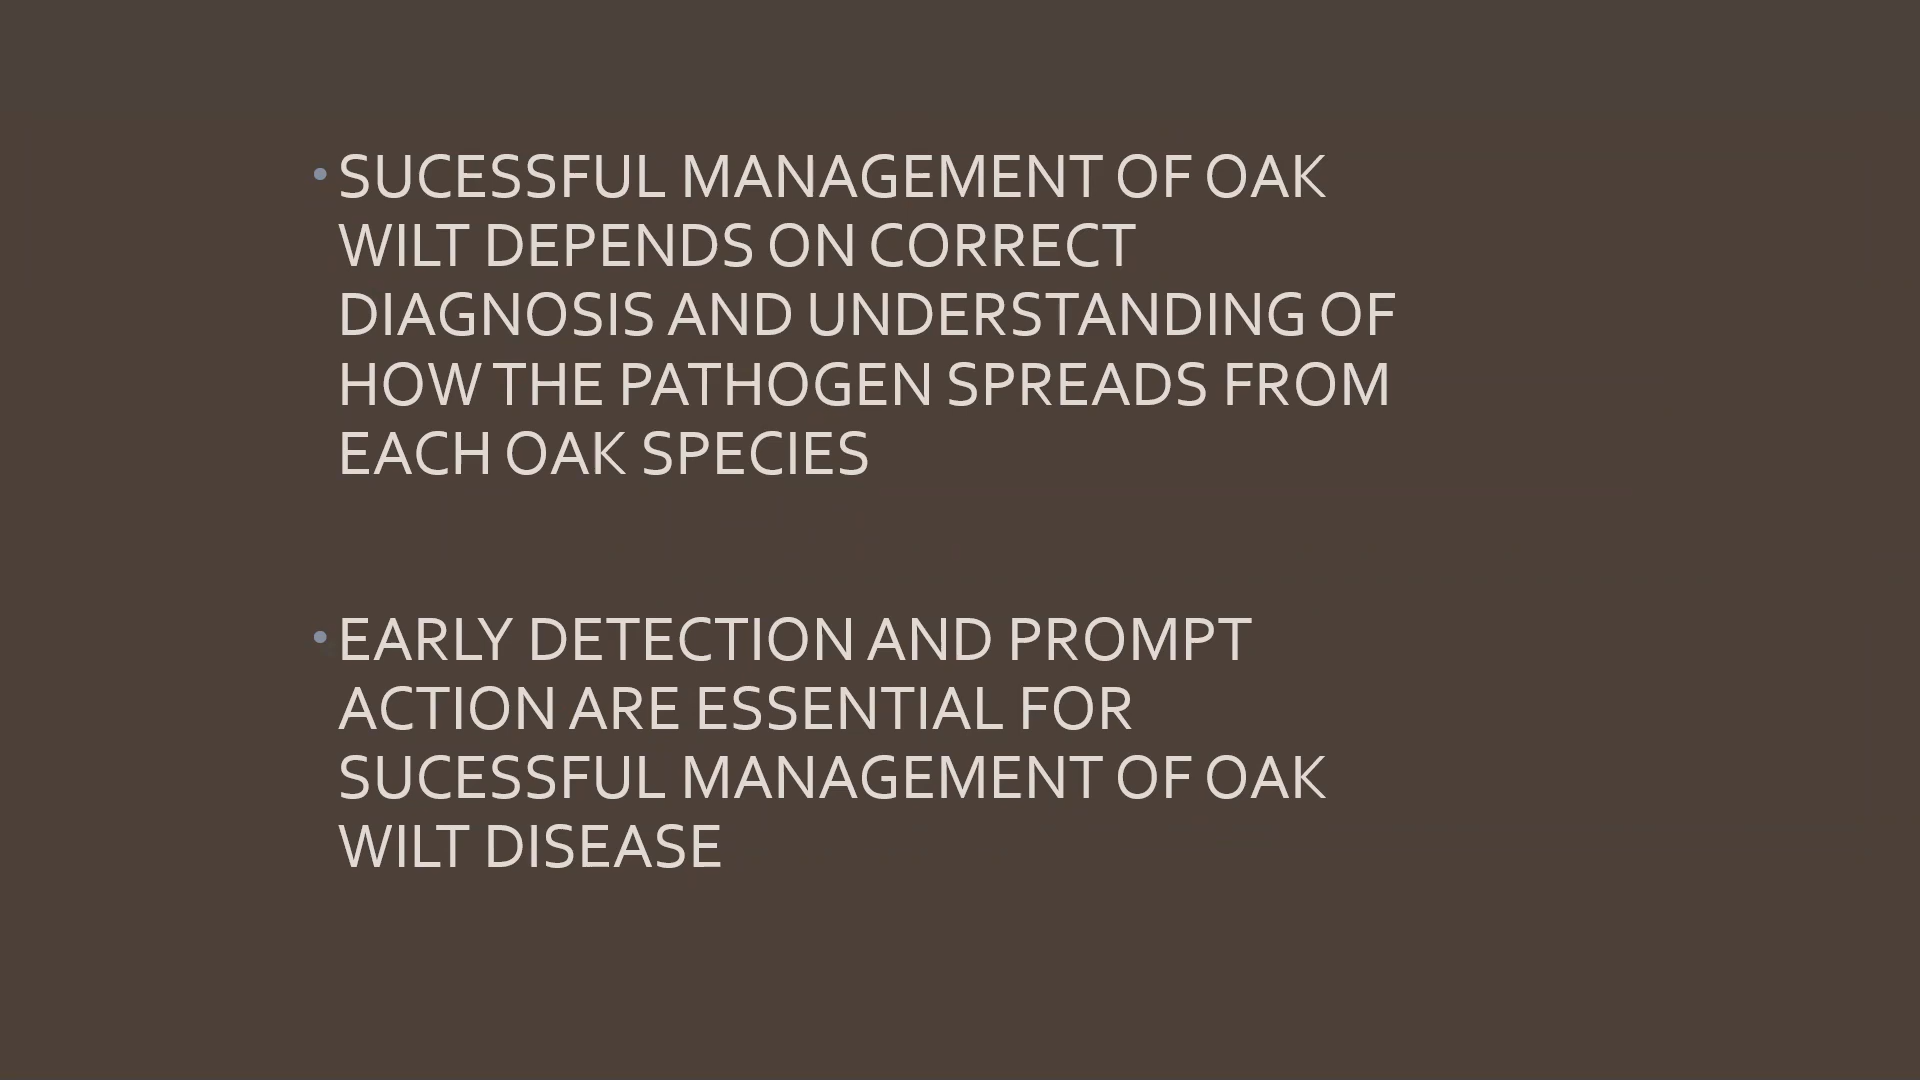 • SUCESSFUL MANAGEMENT OF OAK
WILT DEPENDS ON CORRECT
DIAGNOSIS AND UNDERSTANDING OF
HOW THE PATHOGEN SPREADS FROM
EACH OAK SPECIES
• EARLY DETECTION AND PROMPT
ACTION ARE ESSENTIAL FOR
SUCESSFUL MANAGEMENT OF OAK
WILT DISEASE